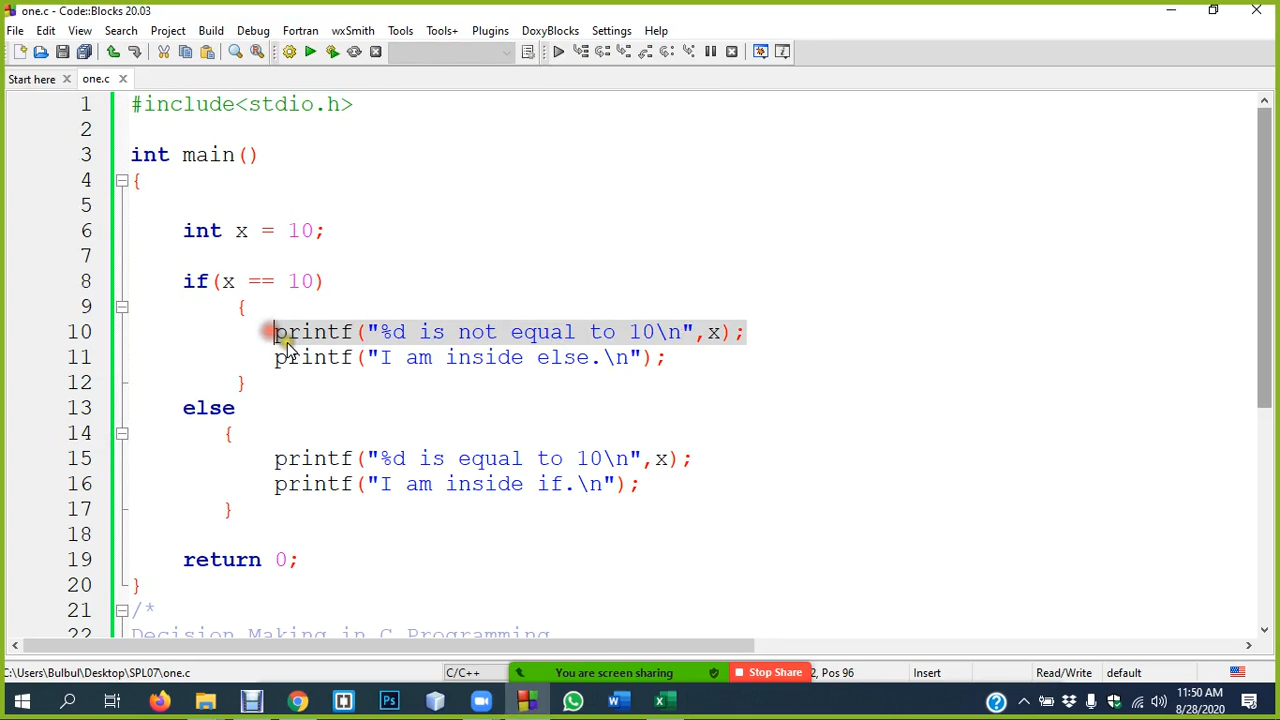 one.c - Code::Blocks 20.03
File Edit View Search Project Build Debug Fortran wxSmith Tools Tools+ Plugins DoxyBlocks Settings Help
Start here one.c
1 #include<stdio.h>
2
3 int main()
4 {
5
6 int x = 10;
7
8 if(x == 10)
9 {
10 printf("%d is not equal to 10\n",x);
11 printf("I am inside else.\n");
12 }
13 else
14 {
15 printf("%d is equal to 10\n",x);
16 printf("I am inside if.\n");
17 }
18
19 return 0;
20 }
21 /*
22 Decision Making in C Programming
C:\Users\Bulbul\Desktop\SPL07\one.c C/C++ You are screen sharing Stop Share 2, Pos 96 Insert Read/Write default
11:50 AM
8/28/2020